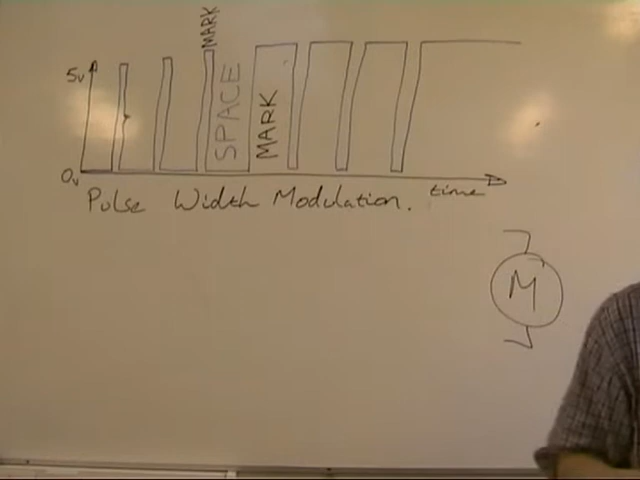 MARK
5v
SPACE
MARK
0v
Pulse Width Modulation.
time
M